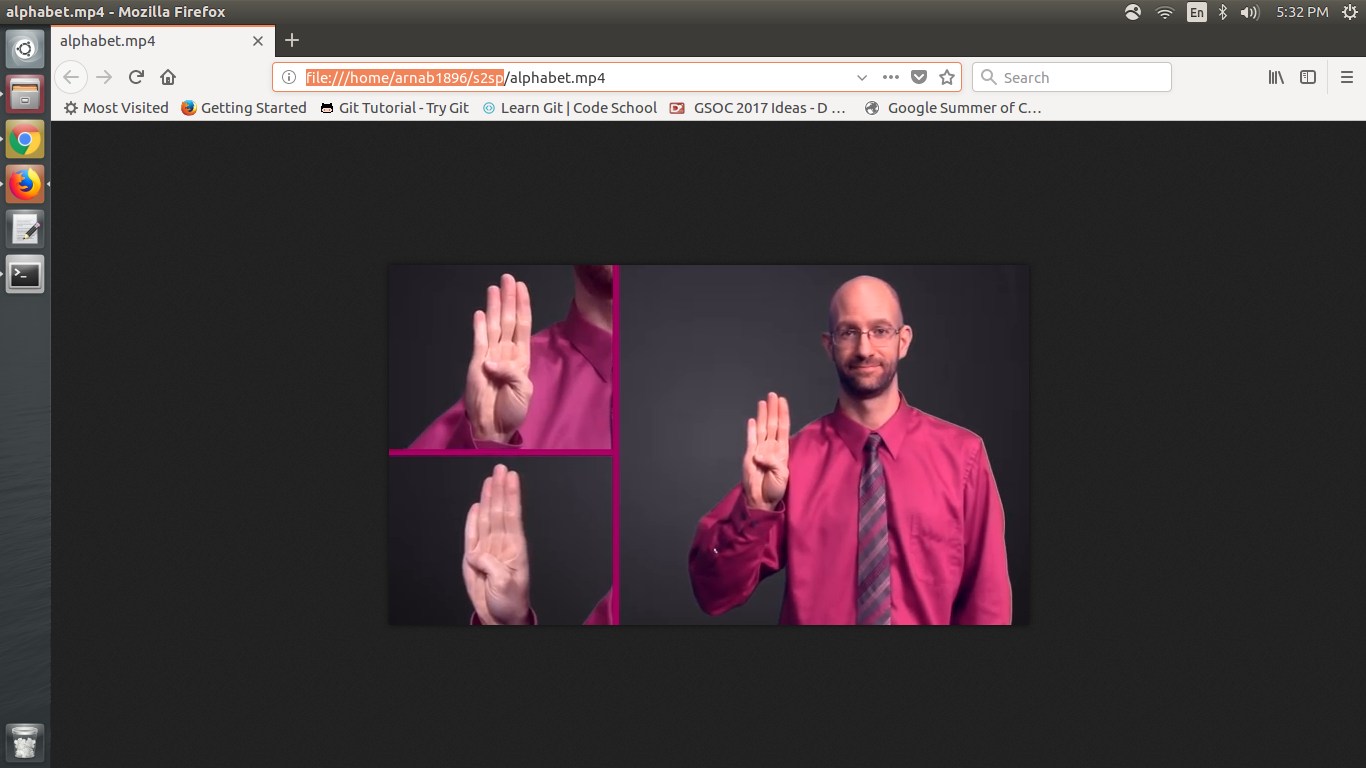 alphabet.mp4 - Mozilla Firefox
En
5:32 PM
alphabet.mp4
file:///home/arnab1896/s2sp/alphabet.mp4
Search
Most Visited
Getting Started
Git Tutorial - Try Git
Learn Git | Code School
GSOC 2017 Ideas - D ...
Google Summer of C...